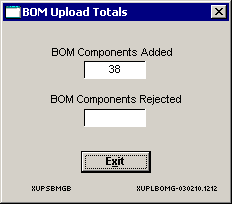 BOM Upload Totals
BOM Components Added
38
BOM Components Rejected
Exit
XUPSBMGB XUPLBOMG-030210.1212